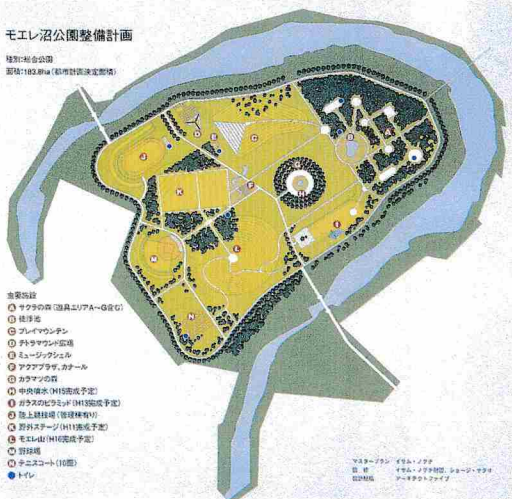 モエレ沼公園整備計画
種別:総合公園
面積:183.8ha(都市計画決定面積)
主要施設
A サクラの森(遊具エリアA~G含む)
B 徒渉池
C プレイマウンテン
D テトラマウンド広場
E ミュージックシェル
F アクアプラザ、カナール
G カラマツの森
H 中央噴水(H15完成予定)
I ガラスのピラミッド(H13完成予定)
J 陸上競技場(管理棟有り)
K 野外ステージ(H11完成予定)
L モエレ山(H16完成予定)
M 野球場
N テニスコート(10面)
トイレ
マスタープラン イサム・ノグチ
監修 イサム・ノグチ財団、ショージ・サダオ
設計統括 アーキテクトファイブ